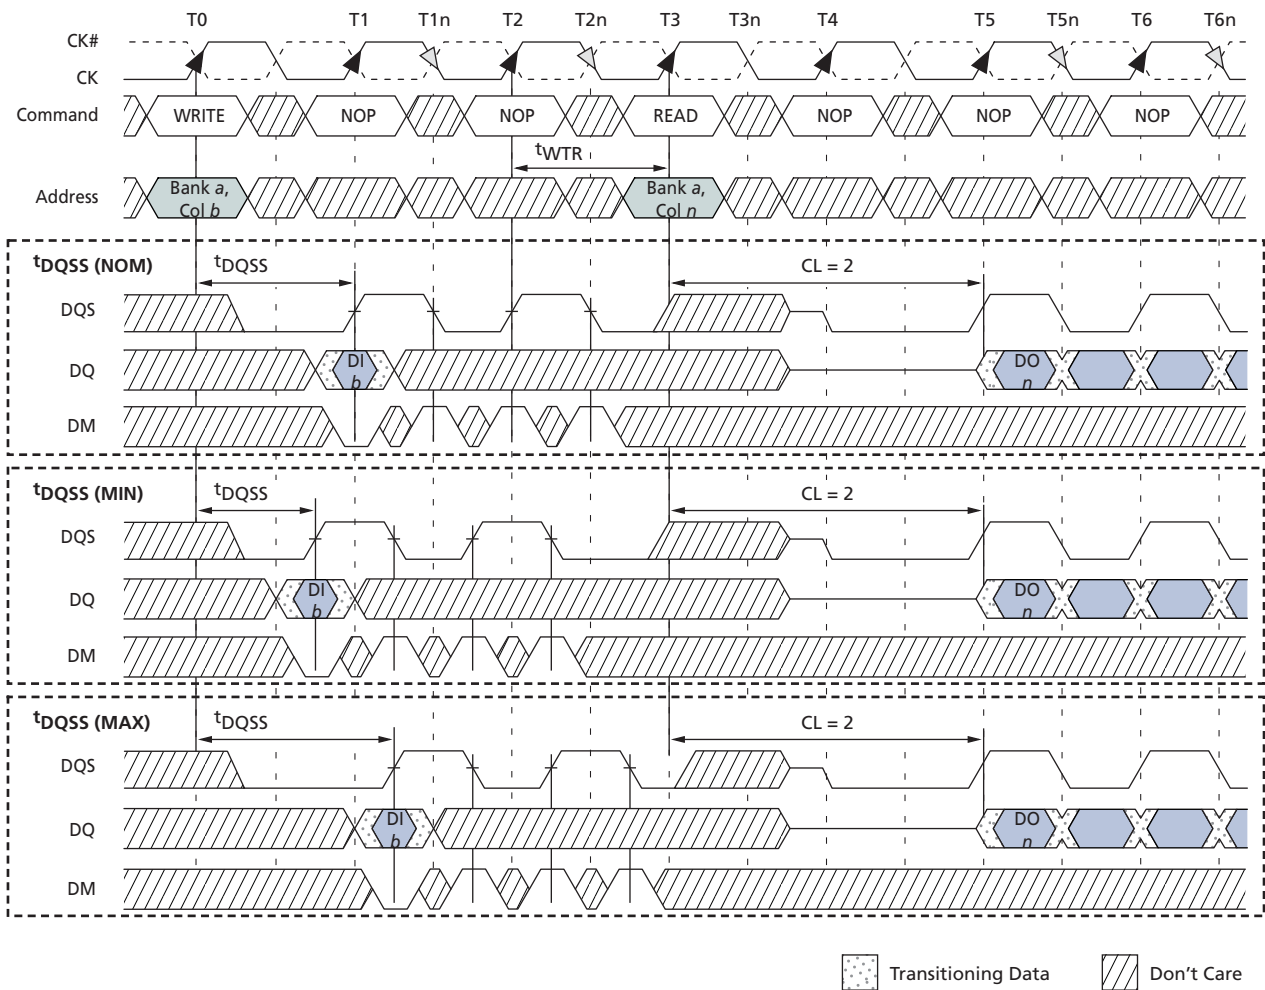 T0 T1 T1n T2 T2n T3 T3n T4 T5 T5n T6 T6n
CK#
CK
Command WRITE NOP NOP READ NOP NOP NOP
tWTR
Address Bank a, Col b Bank a, Col n
tDQSS (NOM) tDQSS CL = 2
DQS
DQ DI b DO n
DM
tDQSS (MIN) tDQSS CL = 2
DQS
DQ DI b DO n
DM
tDQSS (MAX) tDQSS CL = 2
DQS
DQ DI b DO n
DM
Transitioning Data Don't Care